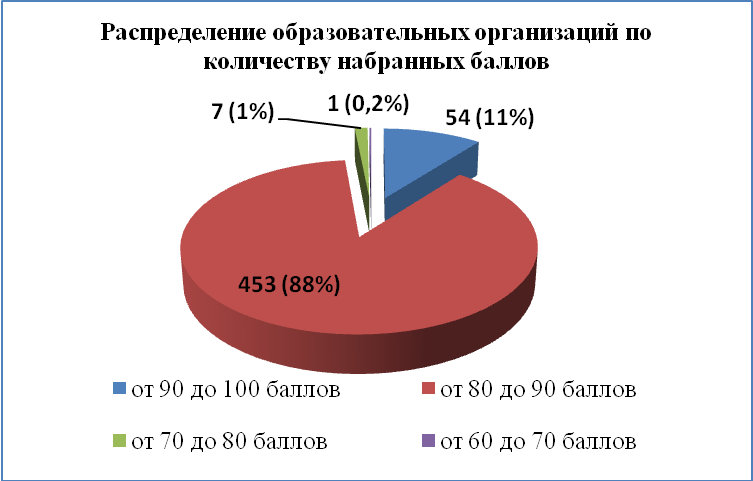 Распределение образовательных организаций по
количеству набранных баллов
7 (1%)
1 (0,2%)
54 (11%)
453 (88%)
от 90 до 100 баллов
от 80 до 90 баллов
от 70 до 80 баллов
от 60 до 70 баллов